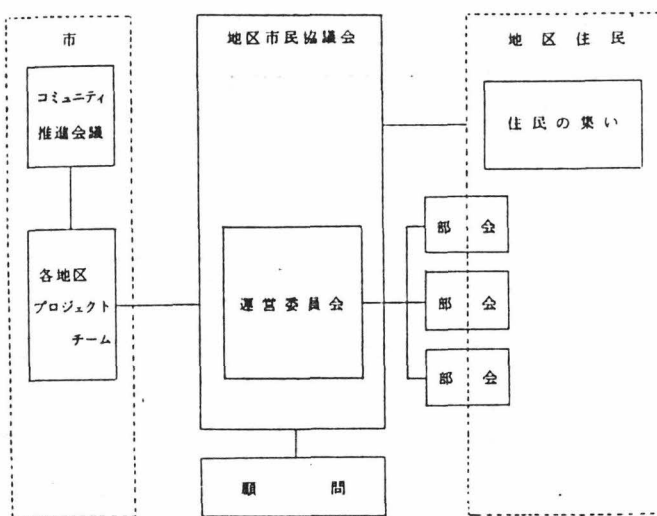 市
コミュニティ
推進会議
各地区
プロジェクト
チーム
地区市民協議会
運営委員会
顧 問
地区住民
住民の集い
部 会
部 会
部 会